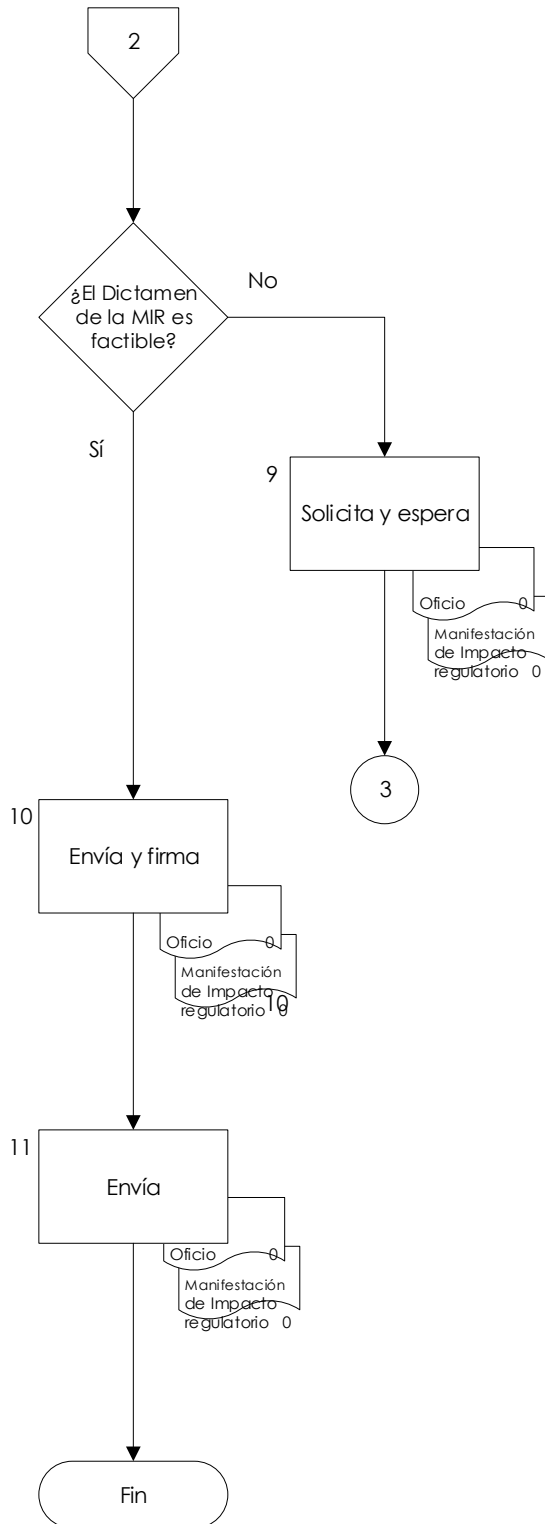 2
¿El Dictamen
de la MIR es
factible?
No
Sí
9
Solicita y espera
Oficio 0
Manifestación
de Impacto
regulatorio 0
3
10
Envía y firma
Oficio 0
Manifestación
de Impacto
regulatorio 0
10
11
Envía
Oficio 0
Manifestación
de Impacto
regulatorio 0
Fin